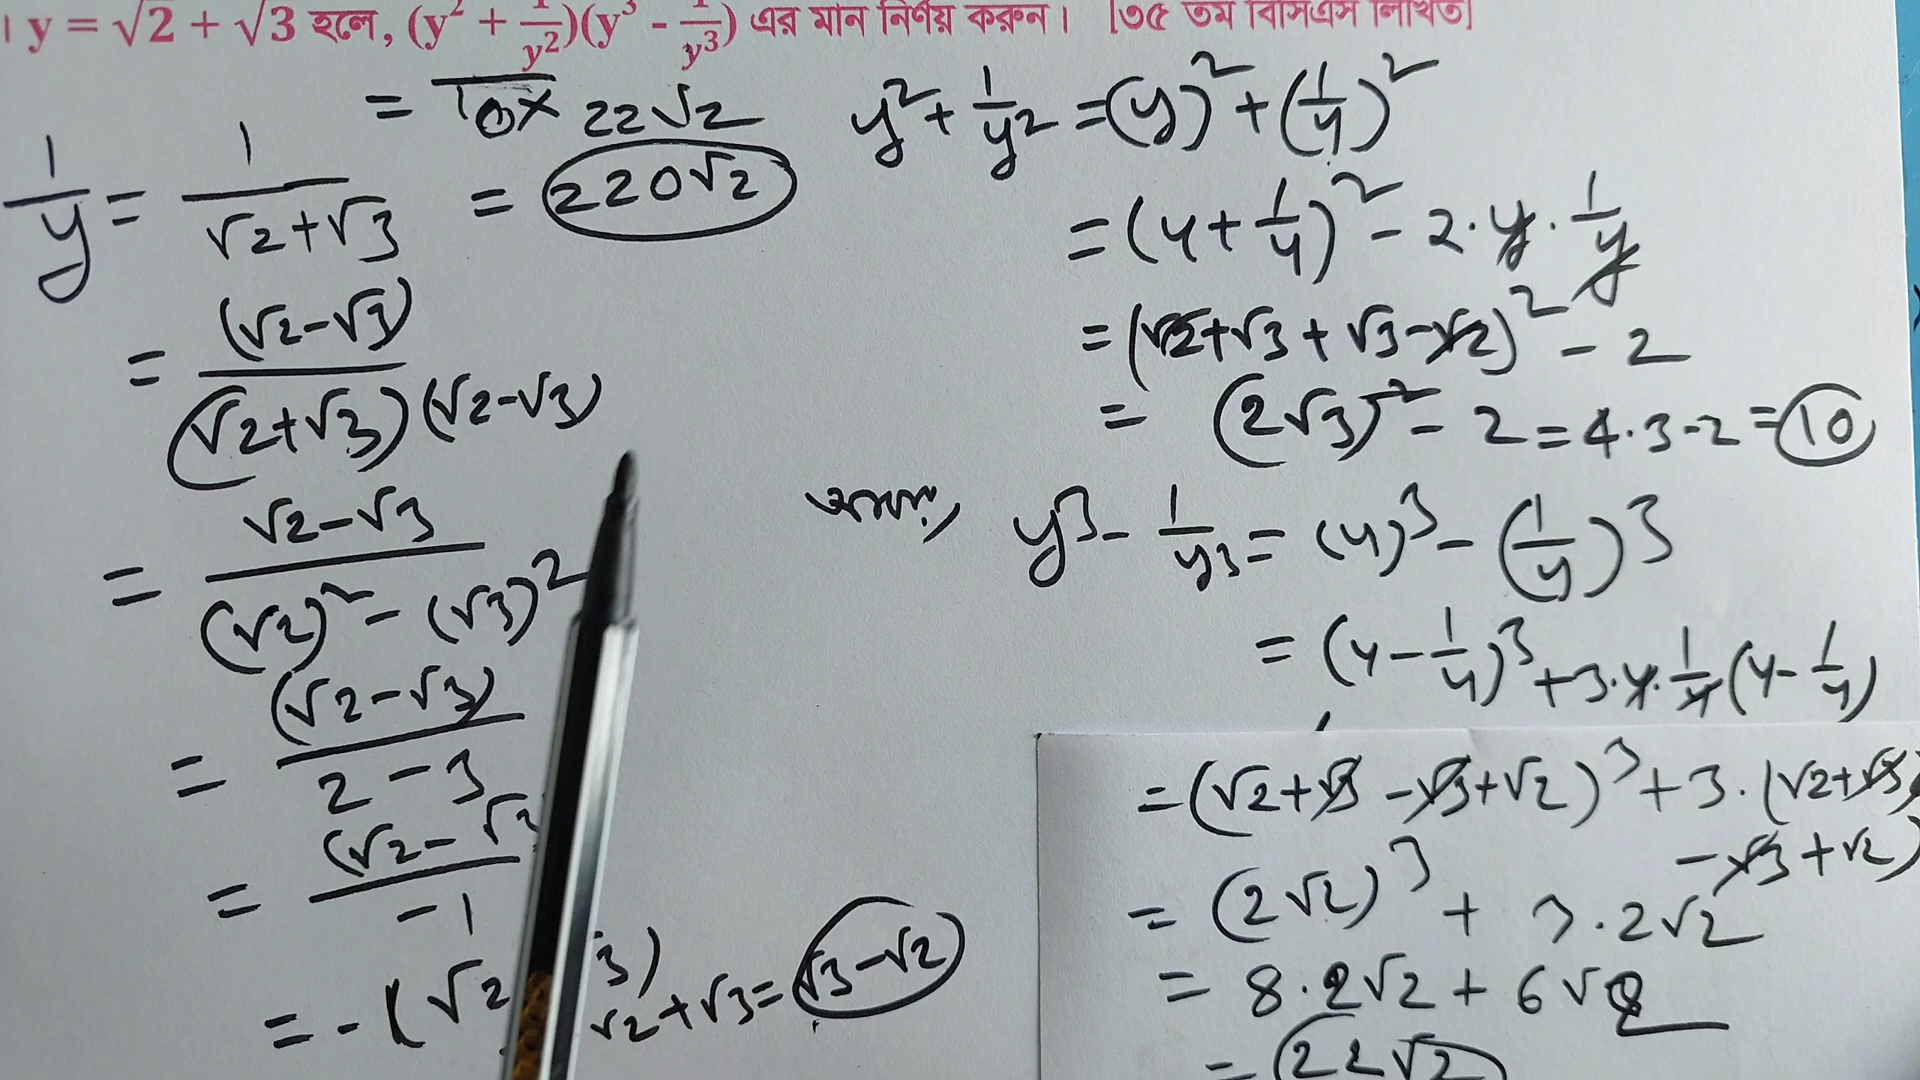 । y = √2 + √3 হলে, (y² + 1/y²)(y³ - 1/y³) এর মান নির্ণয় করুন। [৩৫ তম বিসিএস লিখিত]
= 10 × 22√2
= 220√2
1/y = 1/(√2+√3)
= (√2-√3)/(√2+√3)(√2-√3)
= √2-√3/(√2)²-(√3)²
= (√2-√3)/2-3
= (√2-√
/-1
= -(√2 3)
√2+√3 = √3-√2
y²+1/y² = (y)²+(1/y)²
= (y+1/y)² - 2·y·1/y
= (√2+√3+√3-√2)² - 2
= (2√3)² - 2 = 4·3-2 = 10
y³ - 1/y³ = (y)³ - (1/y)³
= (y-1/y)³ + 3·y·1/y(y-1/y)
= (√2+√3-√3+√2)³ + 3·(√2+√3
-√3+√2)
= (2√2)³ + 3·2√2
= 8·2√2 + 6√2
= 22√2